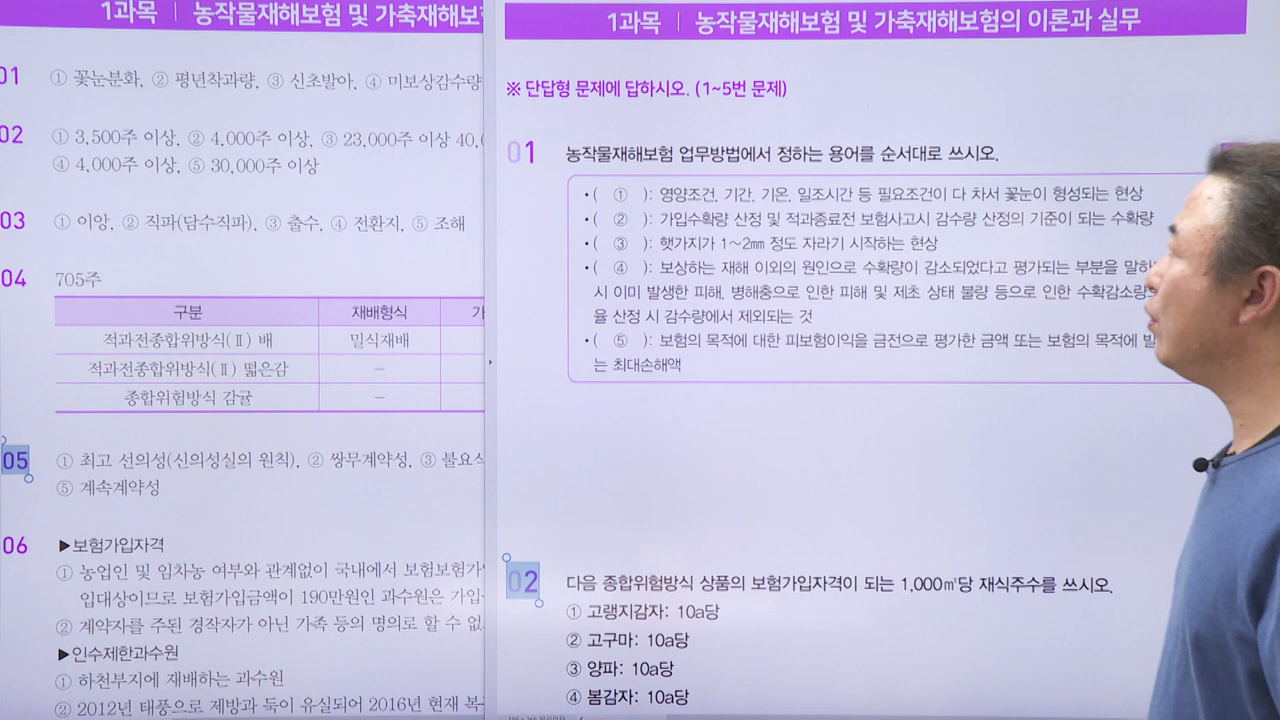 1과목 | 농작물재해보험 및 가축재해보험
01 ① 꽃눈분화, ② 평년착과량, ③ 신초발아, ④ 미보상감수량
02 ① 3,500주 이상, ② 4,000주 이상, ③ 23,000주 이상 40,0
④ 4,000주 이상, ⑤ 30,000주 이상
03 ① 이앙, ② 직파(담수직파), ③ 출수, ④ 전환지, ⑤ 조해
04 705주
구분 재배형식 가
적과전종합위방식(Ⅱ) 배 밀식재배
적과전종합위방식(Ⅱ) 떫은감 –
종합위험방식 감귤 –
05 ① 최고 선의성(신의성실의 원칙), ② 쌍무계약성, ③ 불요식
⑤ 계속계약성
06 ▶보험가입자격
① 농업인 및 임차농 여부와 관계없이 국내에서 보험보험가
입대상이므로 보험가입금액이 190만원인 과수원은 가입
② 계약자를 주된 경작자가 아닌 가족 등의 명의로 할 수 없
▶인수제한과수원
① 하천부지에 재배하는 과수원
② 2012년 태풍으로 제방과 둑이 유실되어 2016년 현재 복
1과목 | 농작물재해보험 및 가축재해보험의 이론과 실무
※ 단답형 문제에 답하시오. (1~5번 문제)
01 농작물재해보험 업무방법에서 정하는 용어를 순서대로 쓰시오.
• ( ① ): 영양조건, 기간, 기온, 일조시간 등 필요조건이 다 차서 꽃눈이 형성되는 현상
• ( ② ): 가입수확량 산정 및 적과종료전 보험사고시 감수량 산정의 기준이 되는 수확량
• ( ③ ): 햇가지가 1~2㎜ 정도 자라기 시작하는 현상
• ( ④ ): 보상하는 재해 이외의 원인으로 수확량이 감소되었다고 평가되는 부분을 말하
시 이미 발생한 피해, 병해충으로 인한 피해 및 제초 상태 불량 등으로 인한 수확감소량
율 산정 시 감수량에서 제외되는 것
• ( ⑤ ): 보험의 목적에 대한 피보험이익을 금전으로 평가한 금액 또는 보험의 목적에 발
는 최대손해액
02 다음 종합위험방식 상품의 보험가입자격이 되는 1,000㎡당 재식주수를 쓰시오.
① 고랭지감자: 10a당
② 고구마: 10a당
③ 양파: 10a당
④ 봄감자: 10a당